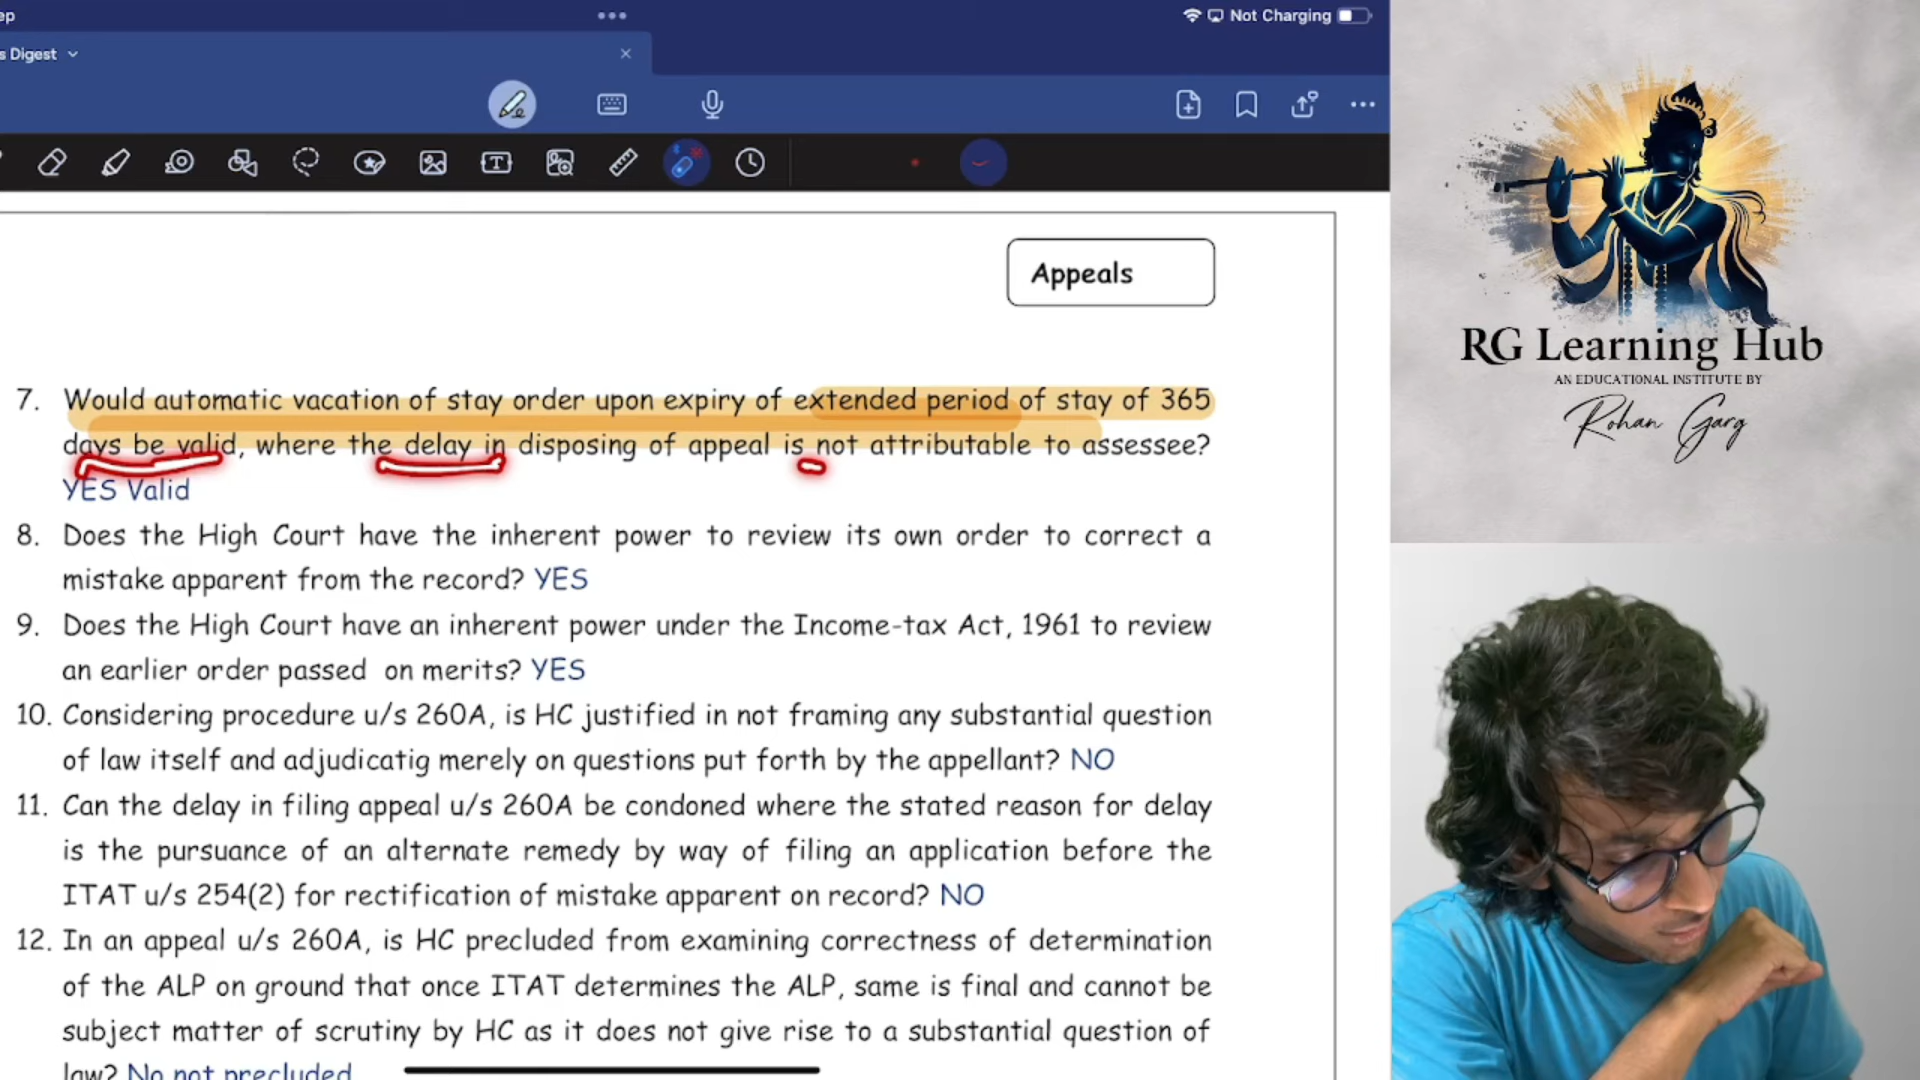 ep
Not Charging
s Digest
Appeals
7. Would automatic vacation of stay order upon expiry of extended period of stay of 365
days be valid, where the delay in disposing of appeal is not attributable to assessee?
YES Valid
8. Does the High Court have the inherent power to review its own order to correct a
mistake apparent from the record? YES
9. Does the High Court have an inherent power under the Income-tax Act, 1961 to review
an earlier order passed on merits? YES
10. Considering procedure u/s 260A, is HC justified in not framing any substantial question
of law itself and adjudicatig merely on questions put forth by the appellant? NO
11. Can the delay in filing appeal u/s 260A be condoned where the stated reason for delay
is the pursuance of an alternate remedy by way of filing an application before the
ITAT u/s 254(2) for rectification of mistake apparent on record? NO
12. In an appeal u/s 260A, is HC precluded from examining correctness of determination
of the ALP on ground that once ITAT determines the ALP, same is final and cannot be
subject matter of scrutiny by HC as it does not give rise to a substantial question of
law? No not precluded
RG Learning Hub
AN EDUCATIONAL INSTITUTE BY
Rohan Garg